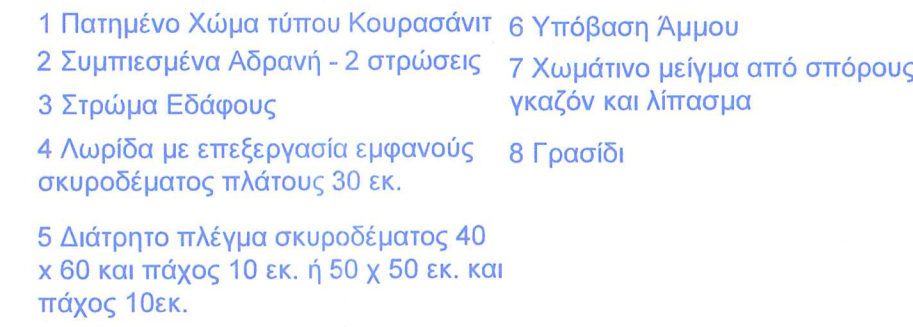 1 Πατημένο Χώμα τύπου Κουρασάνιτ
2 Συμπιεσμένα Αδρανή - 2 στρώσεις
3 Στρώμα Εδάφους
4 Λωρίδα με επεξεργασία εμφανούς
σκυροδέματος πλάτους 30 εκ.
5 Διάτρητο πλέγμα σκυροδέματος 40
x 60 και πάχος 10 εκ. ή 50 χ 50 εκ. και
πάχος 10εκ.
6 Υπόβαση Άμμου
7 Χωμάτινο μείγμα από σπόρους
γκαζόν και λίπασμα
8 Γρασίδι